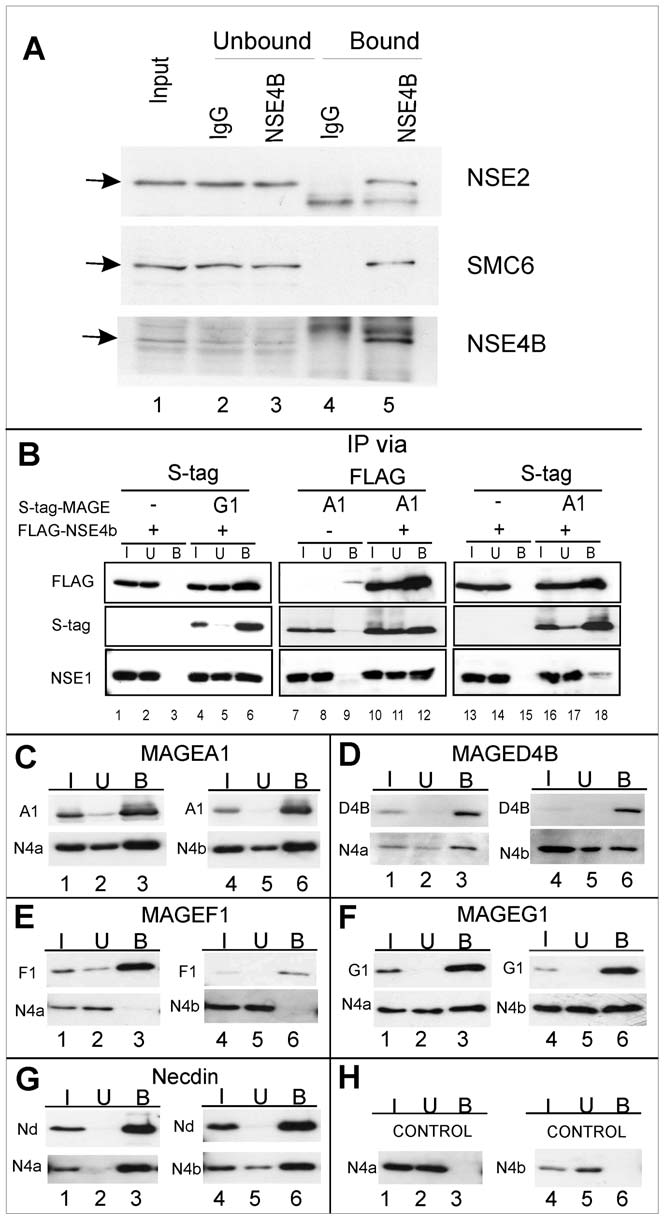 A
Unbound Bound
Input IgG NSE4B IgG NSE4B
NSE2
SMC6
NSE4B
1 2 3 4 5
B
IP via
S-tag FLAG S-tag
S-tag-MAGE - G1 A1 A1 - A1
FLAG-NSE4b + + - + + +
I U B I U B I U B I U B I U B I U B
FLAG
S-tag
NSE1
1 2 3 4 5 6 7 8 9 10 11 12 13 14 15 16 17 18
C MAGEA1
I U B I U B
A1 A1
N4a N4b
1 2 3 4 5 6
D MAGED4B
I U B I U B
D4B D4B
N4a N4b
1 2 3 4 5 6
E MAGEF1
I U B I U B
F1 F1
N4a N4b
1 2 3 4 5 6
F MAGEG1
I U B I U B
G1 G1
N4a N4b
1 2 3 4 5 6
G Necdin
I U B I U B
Nd Nd
N4a N4b
1 2 3 4 5 6
H
I U B I U B
CONTROL CONTROL
N4a N4b
1 2 3 4 5 6